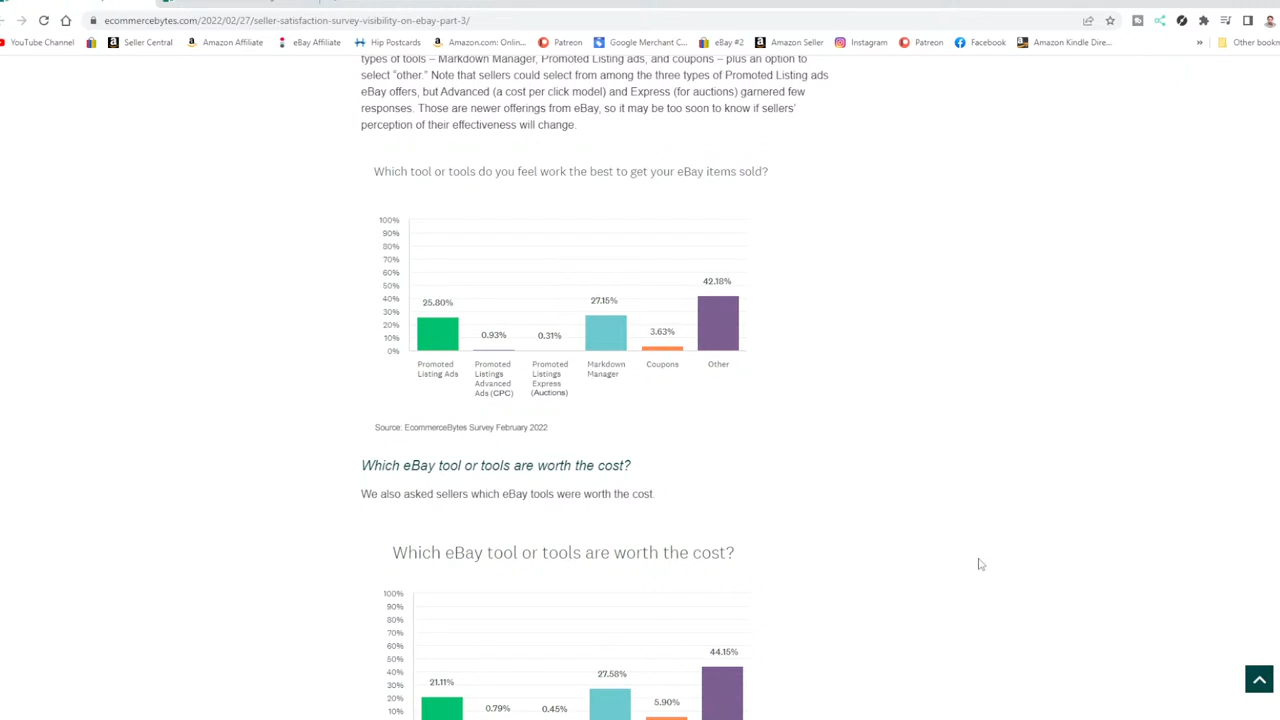 ecommercebytes.com/2022/02/27/seller-satisfaction-survey-visibility-on-ebay-part-3/
YouTube Channel Seller Central Amazon Affiliate eBay Affiliate Hip Postcards Amazon.com: Onlin... Patreon Google Merchant C... eBay #2 Amazon Seller Instagram Patreon Facebook Amazon Kindle Dire... » Other bookm
types of tools – Markdown Manager, Promoted Listing ads, and coupons – plus an option to
select "other." Note that sellers could select from among the three types of Promoted Listing ads
eBay offers, but Advanced (a cost per click model) and Express (for auctions) garnered few
responses. Those are newer offerings from eBay, so it may be too soon to know if sellers'
perception of their effectiveness will change.
Which tool or tools do you feel work the best to get your eBay items sold?
100%
90%
80%
70%
60%
50%
40%
30%
20%
10%
0%
25.80% 0.93% 0.31% 27.15% 3.63% 42.18%
Promoted Listing Ads
Promoted Listings Advanced Ads (CPC)
Promoted Listings Express (Auctions)
Markdown Manager
Coupons
Other
Source: EcommerceBytes Survey February 2022
Which eBay tool or tools are worth the cost?
We also asked sellers which eBay tools were worth the cost.
Which eBay tool or tools are worth the cost?
100%
90%
80%
70%
60%
50%
40%
30%
20%
10%
21.11% 0.79% 0.45% 27.58% 5.90% 44.15%